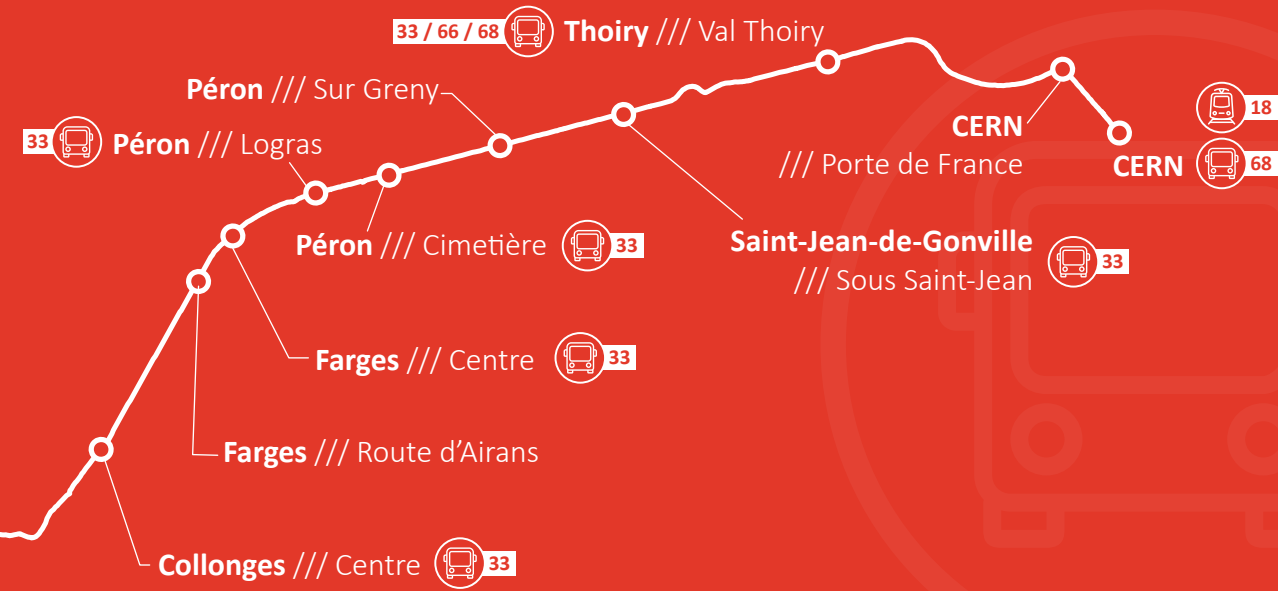 33 / 66 / 68 Thoiry /// Val Thoiry
Péron /// Sur Greny
33 Péron /// Logras
CERN
/// Porte de France
18
CERN 68
Péron /// Cimetière 33
Saint-Jean-de-Gonville
/// Sous Saint-Jean
33
Farges /// Centre 33
Farges /// Route d'Airans
Collonges /// Centre 33